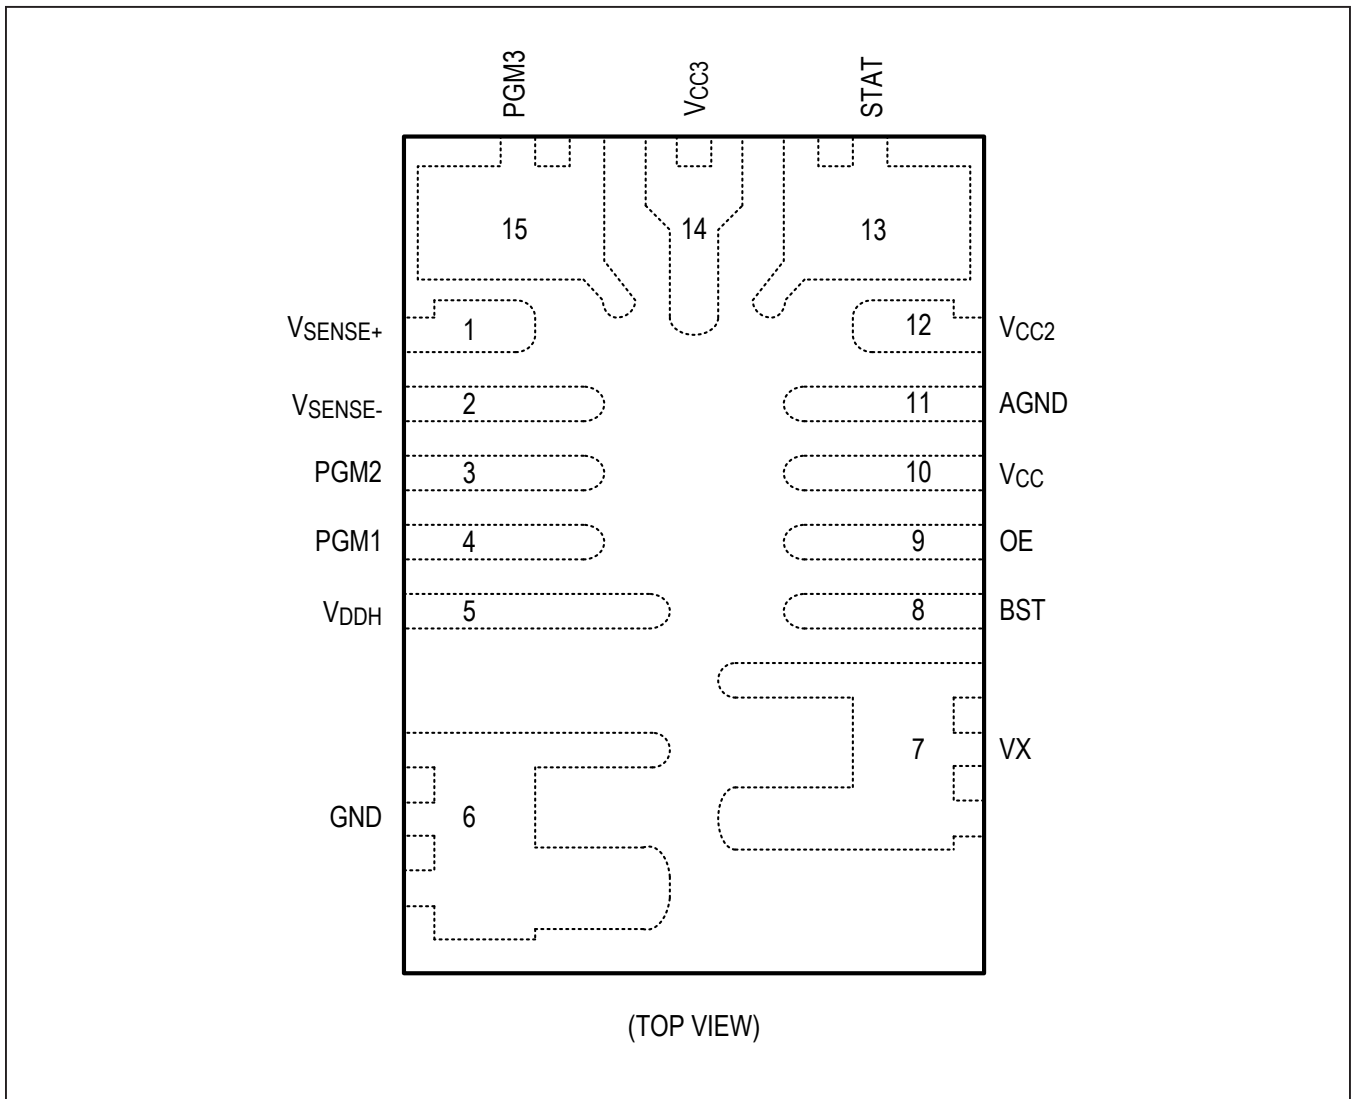 PGM3 VCC3 STAT
15 14 13
VSENSE+ 1 12 VCC2
VSENSE- 2 11 AGND
PGM2 3 10 VCC
PGM1 4 9 OE
VDDH 5 8 BST
7 VX
GND 6
(TOP VIEW)